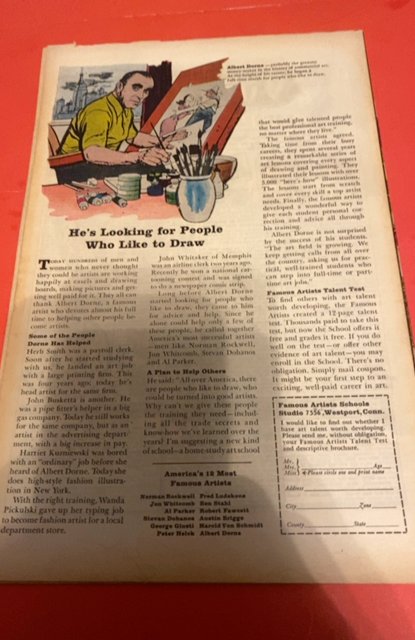 Albert Dorne—probably the greatest
money-maker in the history of commercial art.
At the height of his career, he began a
full-time search for people who like to draw.
He's Looking for People
Who Like to Draw
TODAY HUNDREDS of men and
women who never thought
they could be artists are working
happily at easels and drawing
boards, making pictures and get-
ting well paid for it. They all can
thank Albert Dorne, a famous
artist who devotes almost his full
time to helping other people be-
come artists.
Some of the People
Dorne Has Helped
Herb Smith was a payroll clerk.
Soon after he started studying
with us, he landed an art job
with a large printing firm. This
was four years ago; today he's
head artist for the same firm.
John Busketta is another. He
was a pipe fitter's helper in a big
gas company. Today he still works
for the same company, but as an
artist in the advertising depart-
ment, with a big increase in pay.
Harriet Kuzniewski was bored
with an "ordinary" job before she
heard of Albert Dorne. Today she
does high-style fashion illustra-
tion in New York.
With the right training, Wanda
Pickulski gave up her typing job
to become fashion artist for a local
department store.
John Whitaker of Memphis
was an airline clerk two years ago.
Recently he won a national car-
tooning contest and was signed
to do a newspaper comic strip.
Long before Albert Dorne
started looking for people who
like to draw, they came to him
for advice and help. Since he
alone could help only a few of
these people, he called together
America's most successful artists
—men like Norman Rockwell,
Jon Whitcomb, Stevan Dohanos
and Al Parker.
A Plan to Help Others
He said: "All over America, there
are people who like to draw, who
could be turned into good artists.
Why can't we give these people
the training they need—includ-
ing all the trade secrets and
know-how we've learned over the
years? I'm suggesting a new kind
of school—a home-study art school
America's 12 Most
Famous Artists
Norman Rockwell
Jon Whitcomb
Al Parker
Stevan Dohanos
George Giusti
Peter Helck
Fred Ludekens
Ben Stahl
Robert Fawcett
Austin Briggs
Harold Von Schmidt
Albert Dorne
that would give talented people
the best professional art training,
no matter where they live."
The famous artists agreed.
Taking time from their busy
careers, they spent several years
creating a remarkable series of
art lessons covering every aspect
of drawing and painting. They
illustrated their lessons with over
5,000 "here's how" illustrations.
The lessons start from scratch
and cover every skill a top artist
needs. Finally, the famous artists
developed a wonderful way to
give each student personal cor-
rection and advice all through
his training.
Albert Dorne is not surprised
by the success of his students.
"The art field is growing. We
keep getting calls from all over
the country, asking us for prac-
tical, well-trained students who
can step into full-time or part-
time art jobs."
Famous Artists Talent Test
To find others with art talent
worth developing, the Famous
Artists created a 12-page talent
test. Thousands paid to take this
test, but now the School offers it
free and grades it. If you do
well on the test—or offer other
evidence of art talent—you may
enroll in the School. There's no
obligation. Simply mail coupon.
It might be your first step to an
exciting, well-paid career in art.
Famous Artists Schools
Studio 7356, Westport, Conn.
I would like to find out whether I
have art talent worth developing.
Please send me, without obligation,
your Famous Artists Talent Test
and descriptive brochure.
Mr.
Mrs. Age
Miss Please circle one and print name
Address
City Zone
County State